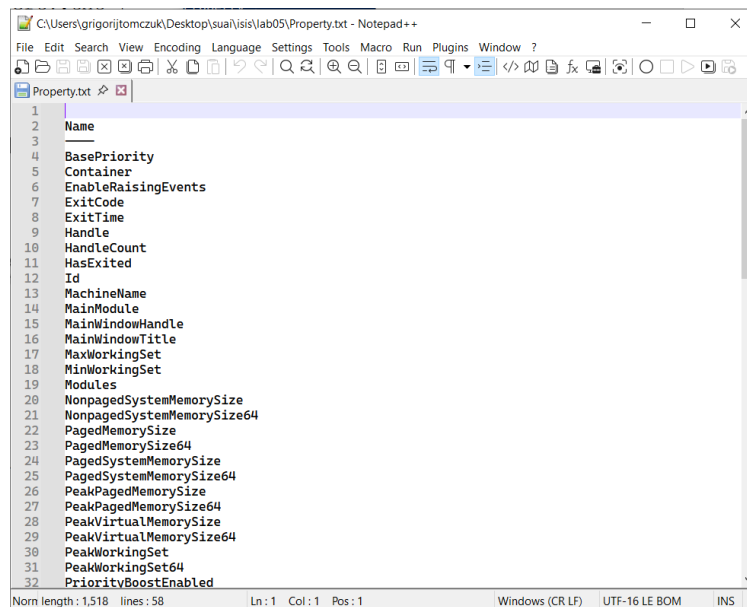 C:\Users\grigorijtomczuk\Desktop\suai\isis\lab05\Property.txt - Notepad++
File Edit Search View Encoding Language Settings Tools Macro Run Plugins Window ?
Property.txt
1
2 Name
3 ----
4 BasePriority
5 Container
6 EnableRaisingEvents
7 ExitCode
8 ExitTime
9 Handle
10 HandleCount
11 HasExited
12 Id
13 MachineName
14 MainModule
15 MainWindowHandle
16 MainWindowTitle
17 MaxWorkingSet
18 MinWorkingSet
19 Modules
20 NonpagedSystemMemorySize
21 NonpagedSystemMemorySize64
22 PagedMemorySize
23 PagedMemorySize64
24 PagedSystemMemorySize
25 PagedSystemMemorySize64
26 PeakPagedMemorySize
27 PeakPagedMemorySize64
28 PeakVirtualMemorySize
29 PeakVirtualMemorySize64
30 PeakWorkingSet
31 PeakWorkingSet64
32 PriorityBoostEnabled
Norn length : 1,518 lines : 58 Ln : 1 Col : 1 Pos : 1 Windows (CR LF) UTF-16 LE BOM INS